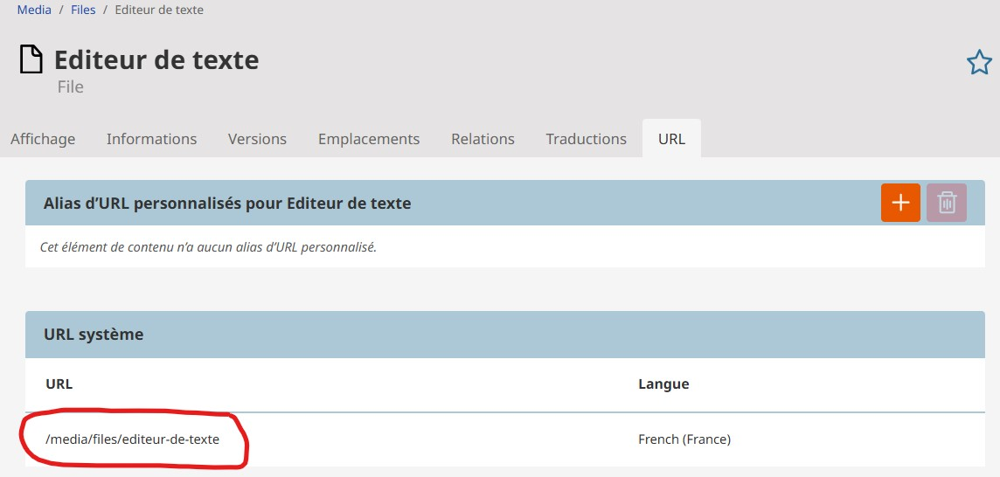 Media / Files / Editeur de texte
Editeur de texte
File
Affichage Informations Versions Emplacements Relations Traductions URL
Alias d’URL personnalisés pour Editeur de texte
Cet élément de contenu n’a aucun alias d’URL personnalisé.
URL système
URL Langue
/media/files/editeur-de-texte French (France)